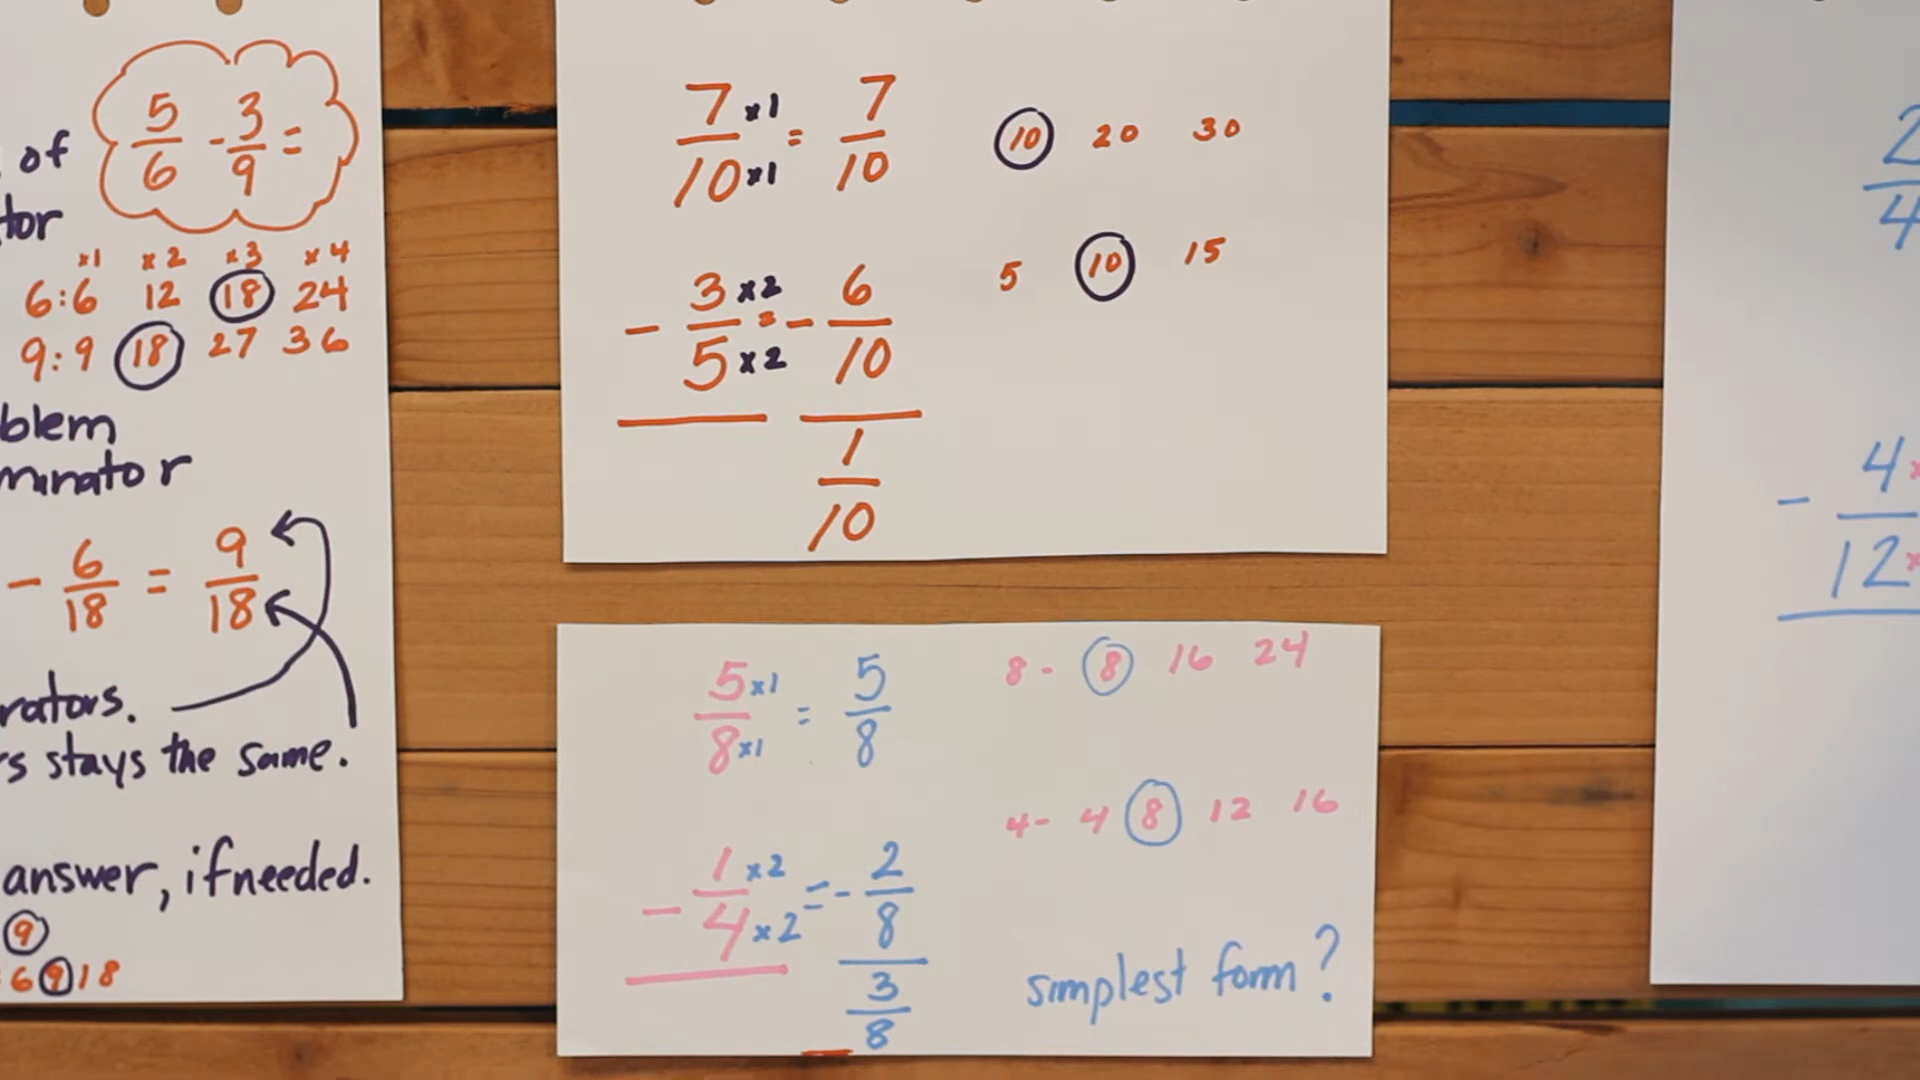 of
5/6 - 3/9 =
tor
x1 x2 x3 x4
6:6 12 18 24
9:9 18 27 36
blem
minator
- 6/18 = 9/18
rators.
rs stays the same.
answer, if needed.
9
6 9 18
7/10 x1 x1 = 7/10
10 20 30
- 3/5 x2 x2 = - 6/10
5 10 15
1/10
5/8 x1 x1 = 5/8
8 - 8 16 24
- 1/4 x2 x2 = - 2/8
4 - 4 8 12 16
3/8
simplest form?
2
4
- 4/12